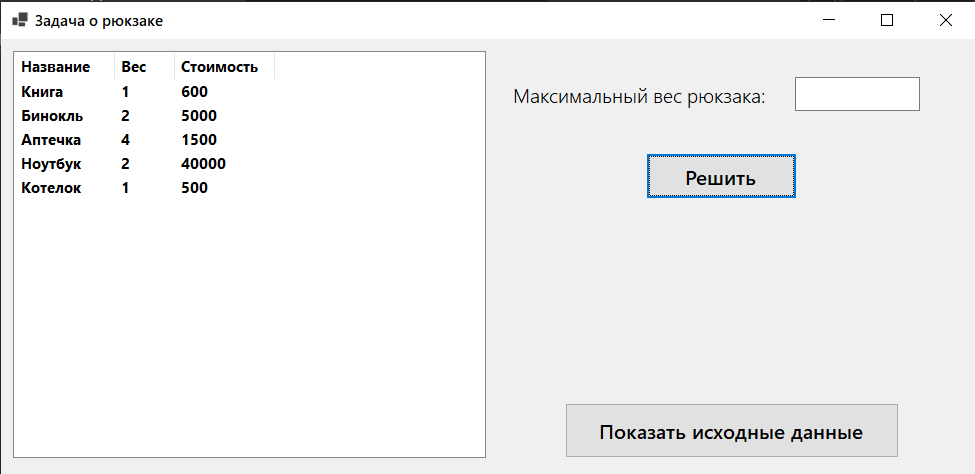 Задача о рюкзаке
Название Вес Стоимость
Книга 1 600
Бинокль 2 5000
Аптечка 4 1500
Ноутбук 2 40000
Котелок 1 500
Максимальный вес рюкзака:
Решить
Показать исходные данные